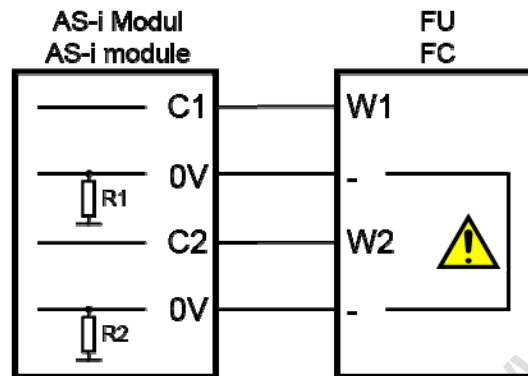 AS-i Modul FU
AS-i module FC
C1 W1
0V -
R1
C2 W2
0V -
R2